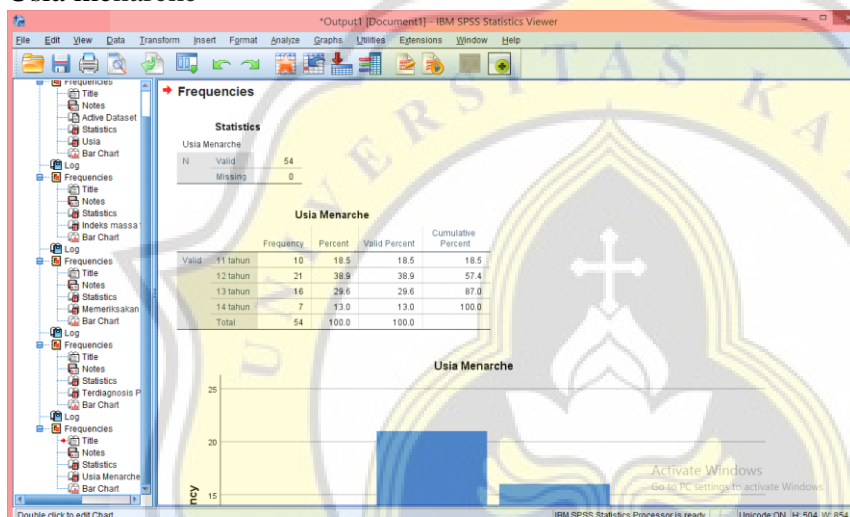 Usia menarche
*Output1 [Document1] - IBM SPSS Statistics Viewer
File Edit View Data Transform Insert Format Analyze Graphs Utilities Extensions Window Help
Frequencies
Title
Notes
Active Dataset
Statistics
Usia
Bar Chart
Log
Frequencies
Title
Notes
Statistics
Indeks massa
Bar Chart
Log
Frequencies
Title
Notes
Statistics
Memeriksakan
Bar Chart
Log
Frequencies
Title
Notes
Statistics
Terdiagnosis P
Bar Chart
Log
Frequencies
Title
Notes
Statistics
Usia Menarche
Bar Chart
Frequencies
Statistics
Usia Menarche
N Valid 54
Missing 0
Usia Menarche
Frequency Percent Valid Percent Cumulative Percent
Valid 11 tahun 10 18.5 18.5 18.5
12 tahun 21 38.9 38.9 57.4
13 tahun 16 29.6 29.6 87.0
14 tahun 7 13.0 13.0 100.0
Total 54 100.0 100.0
Usia Menarche
25
20
15
ncy
Activate Windows
Go to PC settings to activate Windows.
Double click to edit Chart
IBM SPSS Statistics Processor is ready Unicode:ON H: 504, W: 854
UNIVERSITAS KA